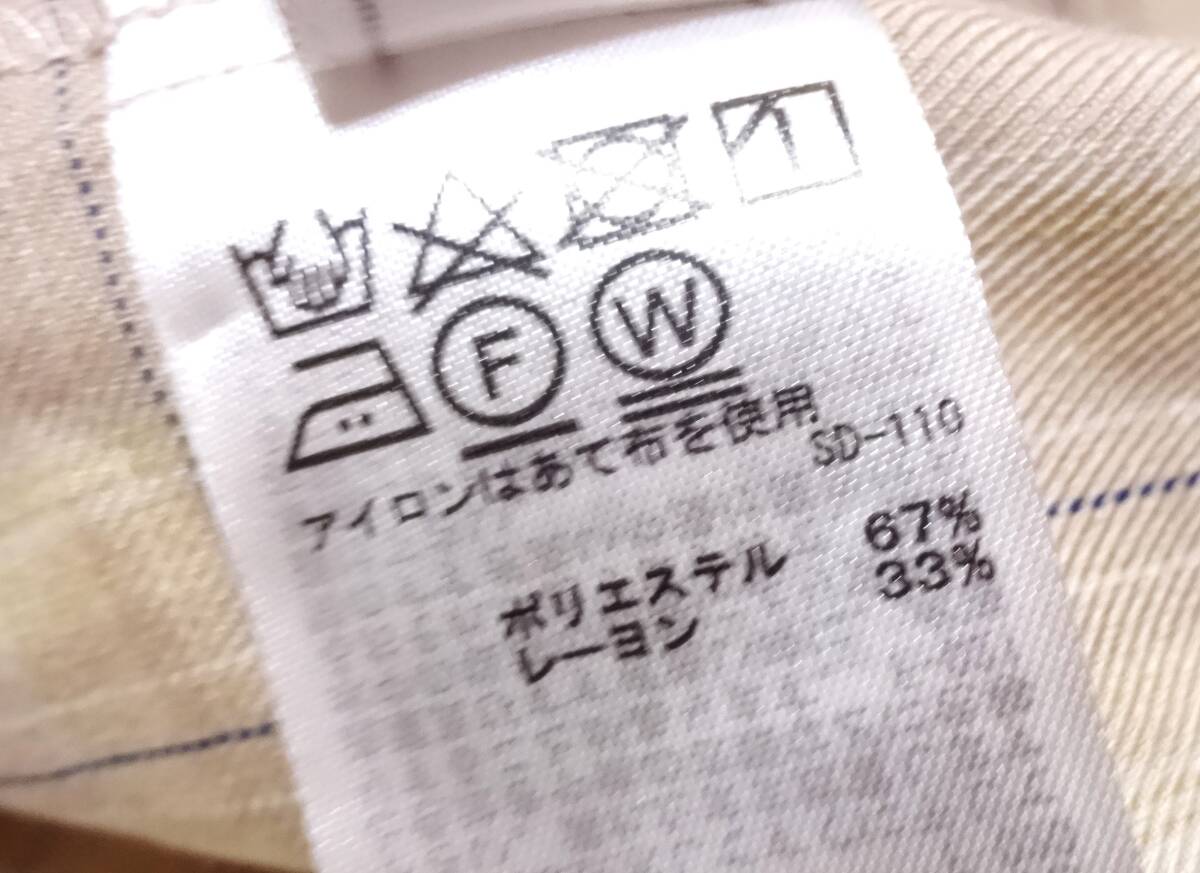 F W
アイロンはあて布を使用
SD-11G
ポリエステル 67%
レーヨン 33%